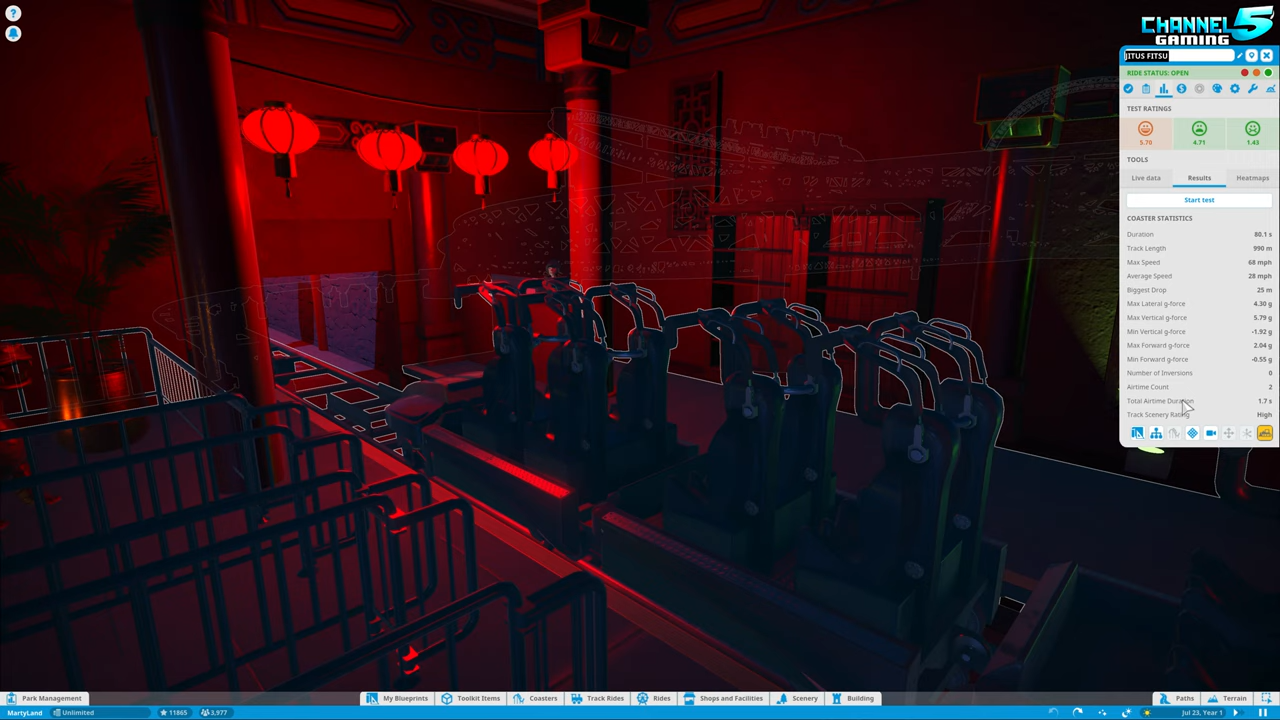 ?
CHANNEL 5
GAMING
JITUS FITSU
RIDE STATUS: OPEN
TEST RATINGS
5.70 4.71 1.43
TOOLS
Live data Results Heatmaps
Start test
COASTER STATISTICS
Duration 80.1 s
Track Length 990 m
Max Speed 68 mph
Average Speed 28 mph
Biggest Drop 25 m
Max Lateral g-force 4.30 g
Max Vertical g-force 5.79 g
Min Vertical g-force -1.92 g
Max Forward g-force 2.04 g
Min Forward g-force -0.55 g
Number of Inversions 0
Airtime Count 2
Total Airtime Duration 1.7 s
Track Scenery Rating High
Park Management My Blueprints Toolkit Items Coasters Track Rides Rides Shops and Facilities Scenery Building Paths Terrain
MartyLand Unlimited 11865 3,977 Jul 23, Year 1